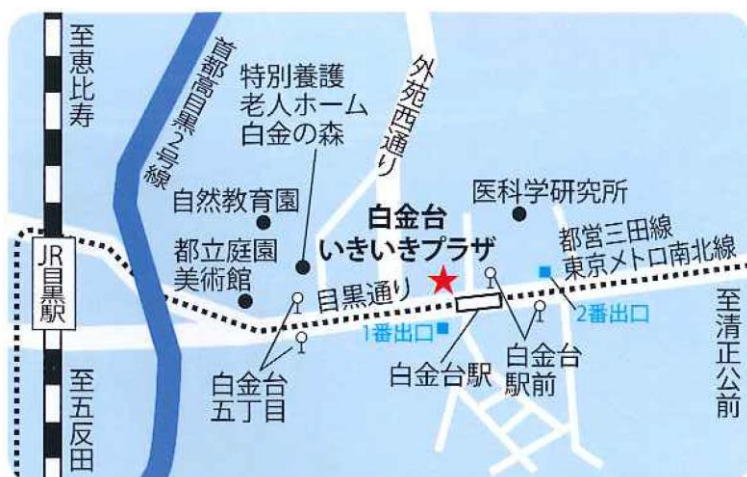 至恵比寿
首都高目黒2号線
特別養護
老人ホーム
白金の森
外苑西通り
自然教育園
白金台
いきいきプラザ
医科学研究所
都営三田線
東京メトロ南北線
JR目黒駅
都立庭園
美術館
目黒通り
1番出口
2番出口
至清正公前
白金台
五丁目
白金台駅
白金台
駅前
至五反田